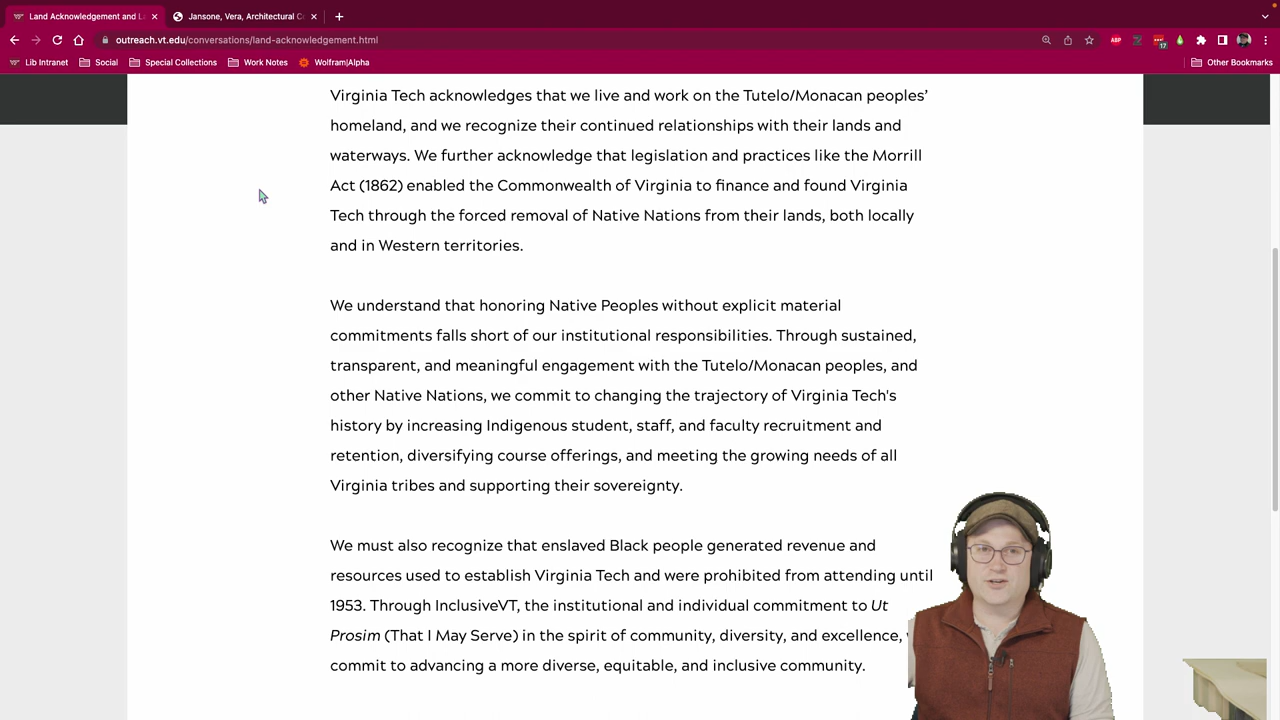 Land Acknowledgement and La
Jansone, Vera, Architectural Co
outreach.vt.edu/conversations/land-acknowledgement.html
ABP
17
Lib Intranet
Social
Special Collections
Work Notes
Wolfram|Alpha
Other Bookmarks
Virginia Tech acknowledges that we live and work on the Tutelo/Monacan peoples’
homeland, and we recognize their continued relationships with their lands and
waterways. We further acknowledge that legislation and practices like the Morrill
Act (1862) enabled the Commonwealth of Virginia to finance and found Virginia
Tech through the forced removal of Native Nations from their lands, both locally
and in Western territories.
We understand that honoring Native Peoples without explicit material
commitments falls short of our institutional responsibilities. Through sustained,
transparent, and meaningful engagement with the Tutelo/Monacan peoples, and
other Native Nations, we commit to changing the trajectory of Virginia Tech's
history by increasing Indigenous student, staff, and faculty recruitment and
retention, diversifying course offerings, and meeting the growing needs of all
Virginia tribes and supporting their sovereignty.
We must also recognize that enslaved Black people generated revenue and
resources used to establish Virginia Tech and were prohibited from attending until
1953. Through InclusiveVT, the institutional and individual commitment to Ut
Prosim (That I May Serve) in the spirit of community, diversity, and excellence,
commit to advancing a more diverse, equitable, and inclusive community.